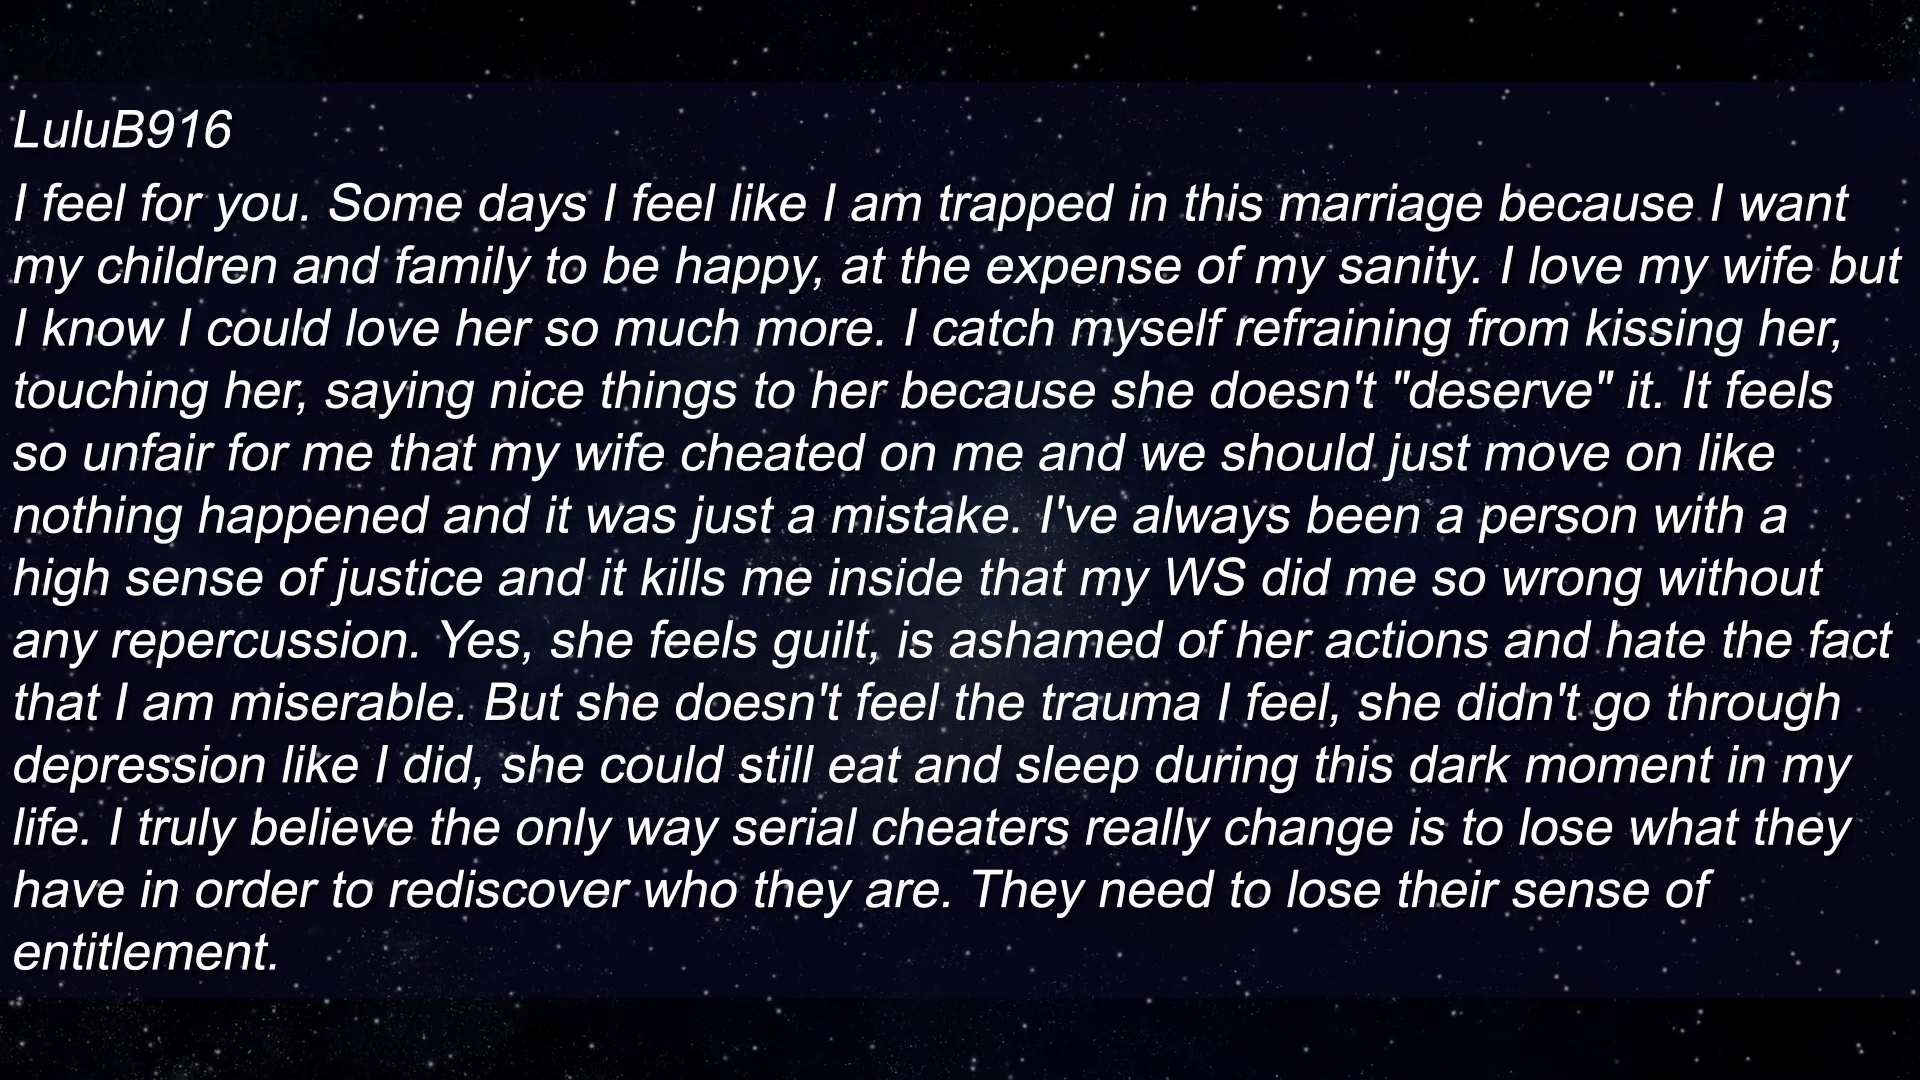 LuluB916
I feel for you. Some days I feel like I am trapped in this marriage because I want
my children and family to be happy, at the expense of my sanity. I love my wife but
I know I could love her so much more. I catch myself refraining from kissing her,
touching her, saying nice things to her because she doesn't "deserve" it. It feels
so unfair for me that my wife cheated on me and we should just move on like
nothing happened and it was just a mistake. I've always been a person with a
high sense of justice and it kills me inside that my WS did me so wrong without
any repercussion. Yes, she feels guilt, is ashamed of her actions and hate the fact
that I am miserable. But she doesn't feel the trauma I feel, she didn't go through
depression like I did, she could still eat and sleep during this dark moment in my
life. I truly believe the only way serial cheaters really change is to lose what they
have in order to rediscover who they are. They need to lose their sense of
entitlement.